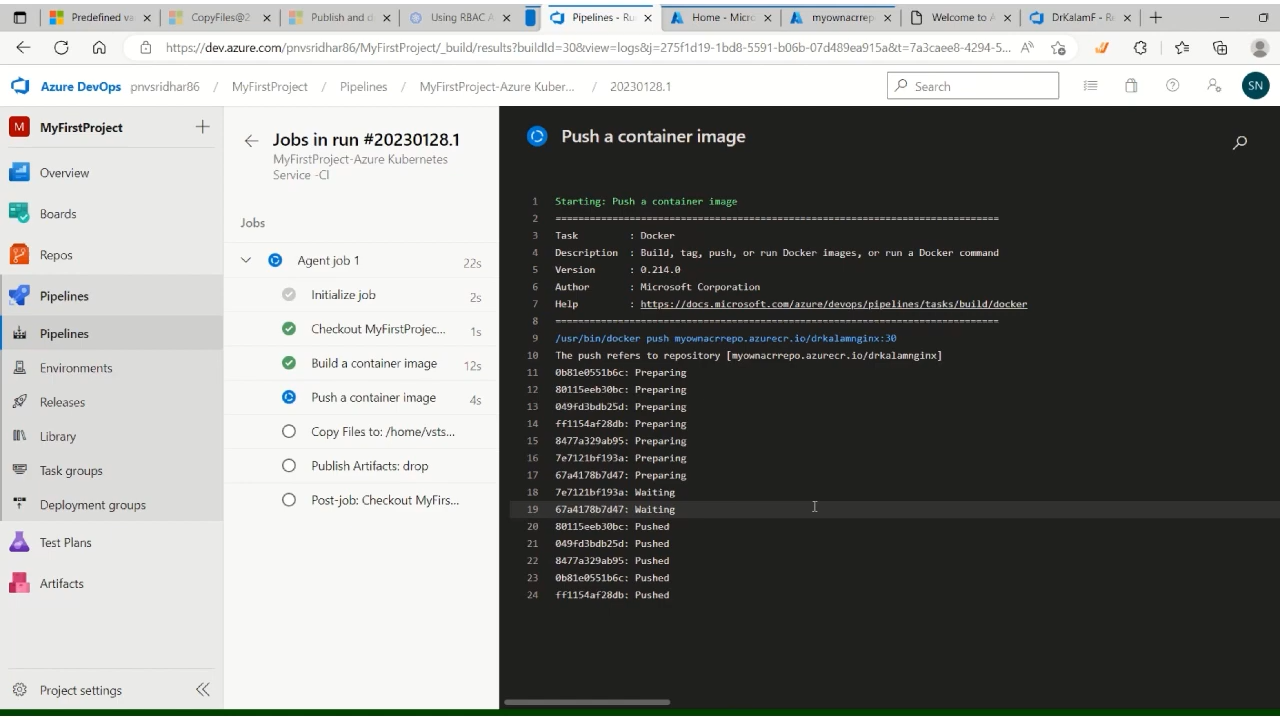 Predefined va
CopyFiles@2
Publish and d
Using RBAC A
Pipelines - Ru
Home - Micro
myownacrrep
Welcome to A
DrKalamF - R
https://dev.azure.com/pnvsridhar86/MyFirstProject/_build/results?buildId=30&view=logs&j=275f1d19-1bd8-5591-b06b-07d489ea915a&t=7a3caee8-4294-5...
Azure DevOps pnvsridhar86 / MyFirstProject / Pipelines / MyFirstProject-Azure Kuber... / 20230128.1
Search
SN
M MyFirstProject
Overview
Boards
Repos
Pipelines
Pipelines
Environments
Releases
Library
Task groups
Deployment groups
Test Plans
Artifacts
Project settings
Jobs in run #20230128.1
MyFirstProject-Azure Kubernetes
Service -CI
Jobs
Agent job 1 22s
Initialize job 2s
Checkout MyFirstProjec... 1s
Build a container image 12s
Push a container image 4s
Copy Files to: /home/vsts...
Publish Artifacts: drop
Post-job: Checkout MyFirs...
Push a container image
1 Starting: Push a container image
2 ==============================================================================
3 Task : Docker
4 Description : Build, tag, push, or run Docker images, or run a Docker command
5 Version : 0.214.0
6 Author : Microsoft Corporation
7 Help : https://docs.microsoft.com/azure/devops/pipelines/tasks/build/docker
8 ==============================================================================
9 /usr/bin/docker push myownacrrepo.azurecr.io/drkalamnginx:30
10 The push refers to repository [myownacrrepo.azurecr.io/drkalamnginx]
11 0b81e0551b6c: Preparing
12 80115eeb30bc: Preparing
13 049fd3bdb25d: Preparing
14 ff1154af28db: Preparing
15 8477a329ab95: Preparing
16 7e7121bf193a: Preparing
17 67a4178b7d47: Preparing
18 7e7121bf193a: Waiting
19 67a4178b7d47: Waiting
20 80115eeb30bc: Pushed
21 049fd3bdb25d: Pushed
22 8477a329ab95: Pushed
23 0b81e0551b6c: Pushed
24 ff1154af28db: Pushed